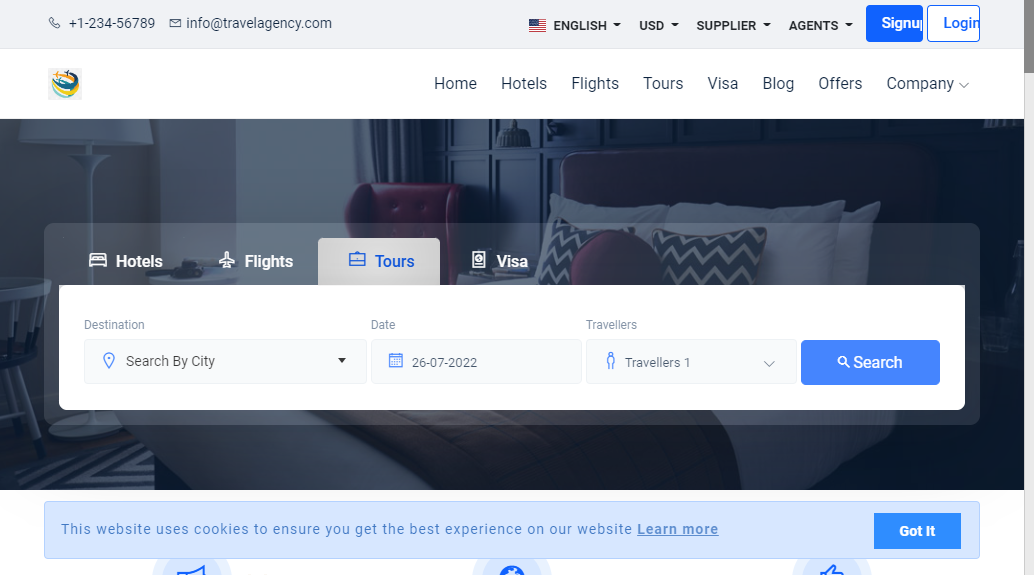 +1-234-56789 info@travelagency.com ENGLISH USD SUPPLIER AGENTS Signup Login
Home Hotels Flights Tours Visa Blog Offers Company
Hotels Flights Tours Visa
Destination Date Travellers
Search By City 26-07-2022 Travellers 1 Search
This website uses cookies to ensure you get the best experience on our website Learn more Got It